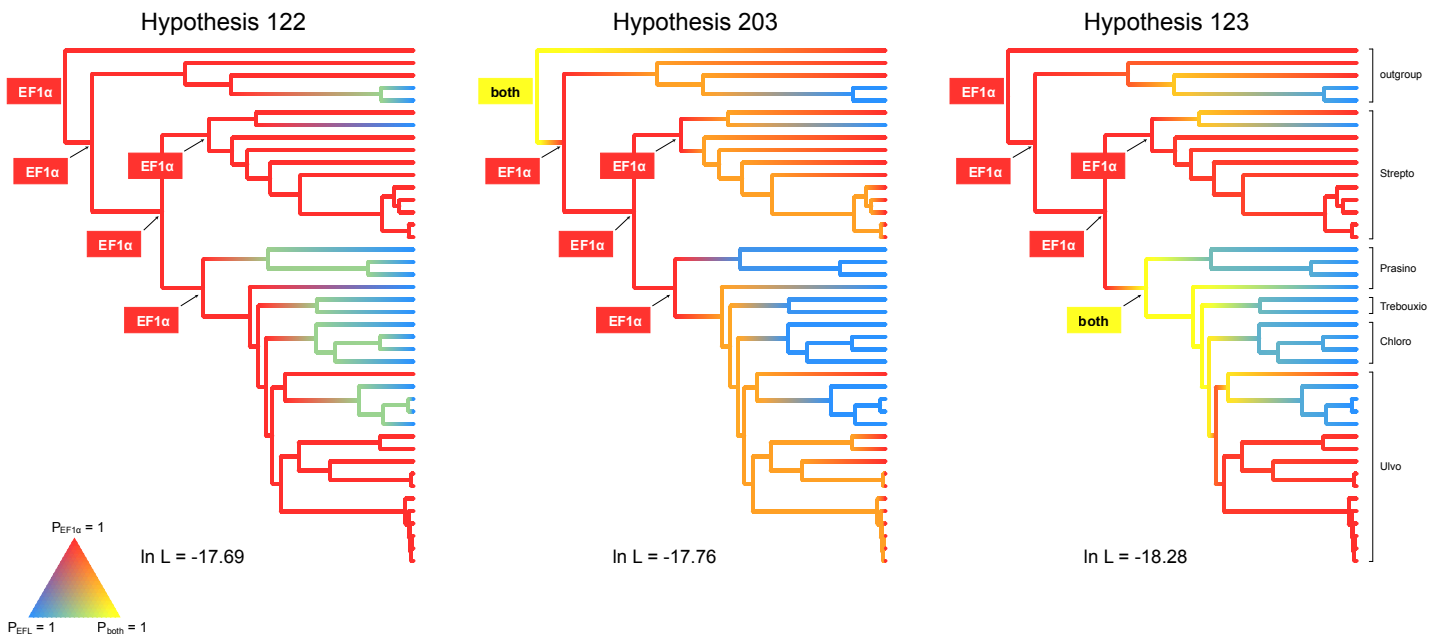 Hypothesis 122
Hypothesis 203
Hypothesis 123
EF1α
EF1α
EF1α
EF1α
EF1α
ln L = -17.69
both
EF1α
EF1α
EF1α
EF1α
ln L = -17.76
EF1α
EF1α
EF1α
EF1α
both
ln L = -18.28
outgroup
Strepto
Prasino
Trebouxio
Chloro
Ulvo
PEF1α = 1
PEFL = 1
Pboth = 1